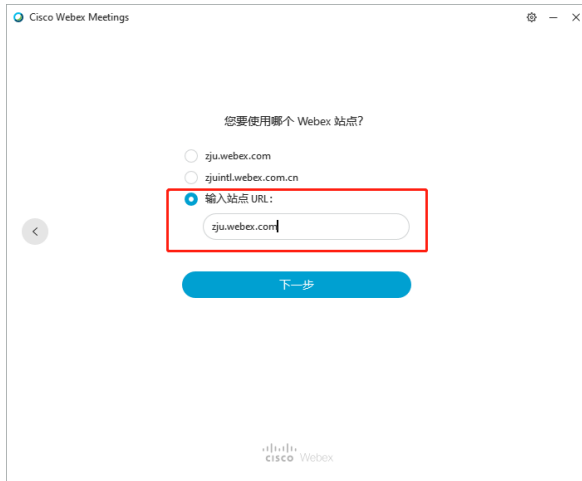 Cisco Webex Meetings
您要使用哪个 Webex 站点?
zju.webex.com
zjuintl.webex.com.cn
输入站点 URL:
zju.webex.com
下一步
CISCO Webex